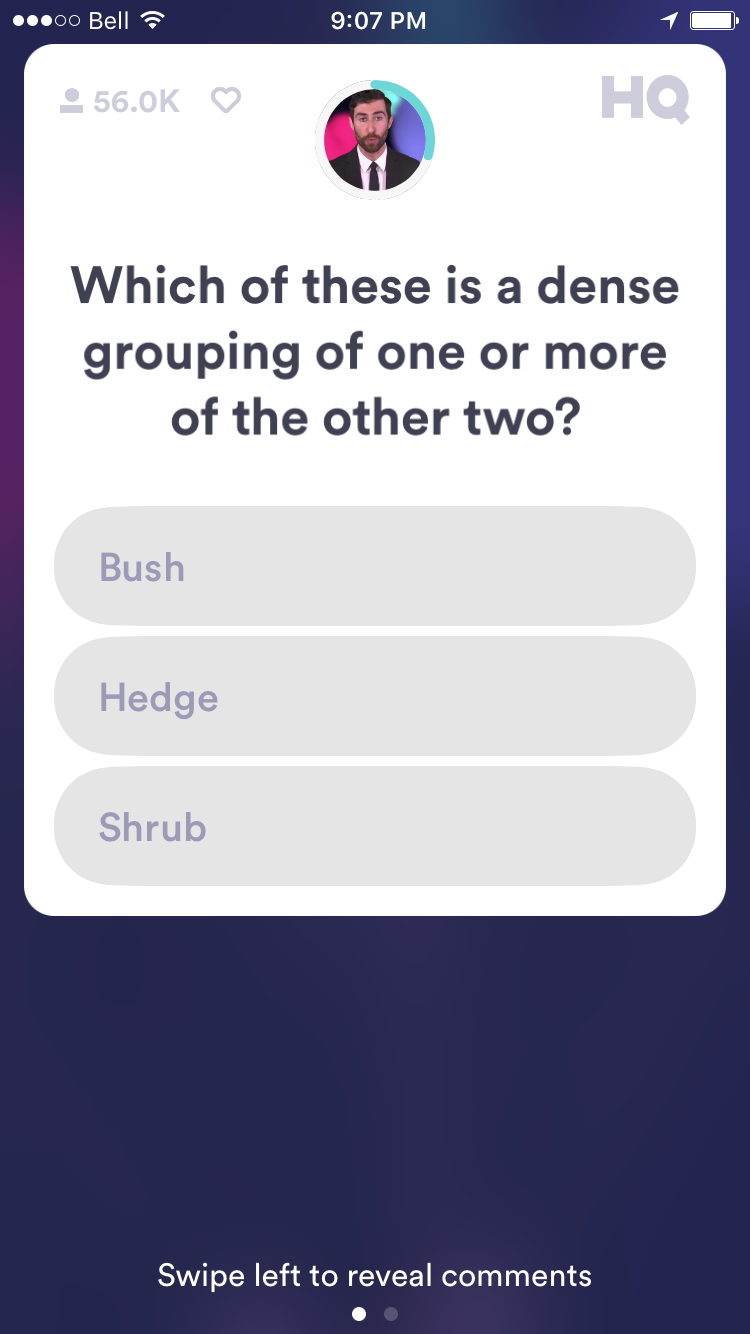 Bell 9:07 PM
56.0K HQ
Which of these is a dense
grouping of one or more
of the other two?
Bush
Hedge
Shrub
Swipe left to reveal comments